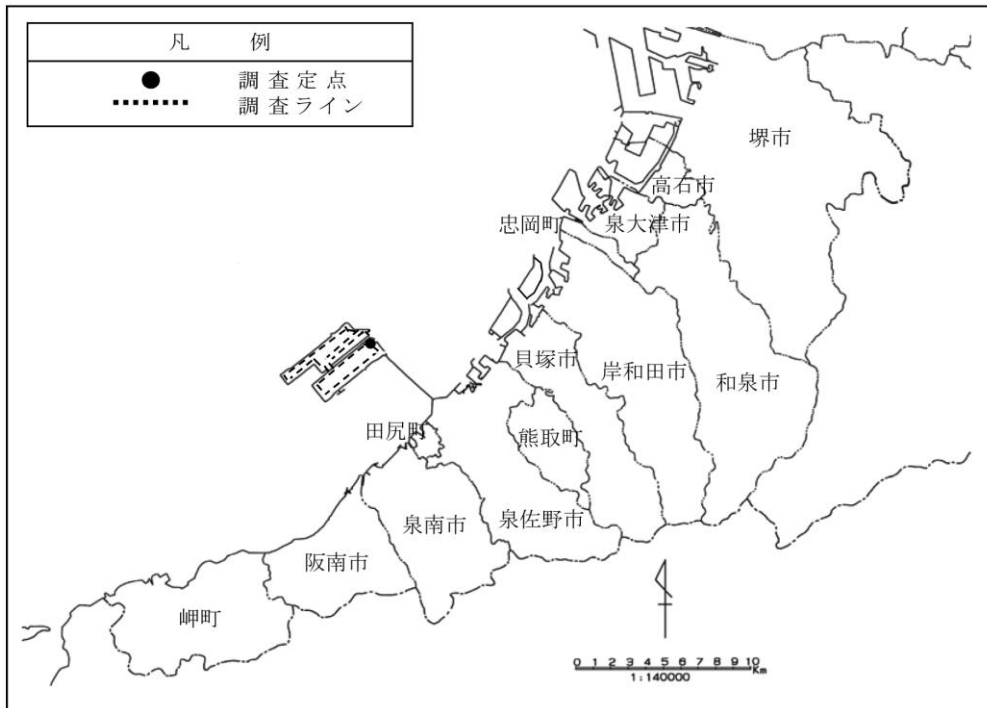 凡 例
調査定点
調査ライン
堺市
高石市
泉大津市
忠岡町
貝塚市
岸和田市
和泉市
田尻町
熊取町
泉南市
泉佐野市
阪南市
岬町
0 1 2 3 4 5 6 7 8 9 10
Km
1:140000